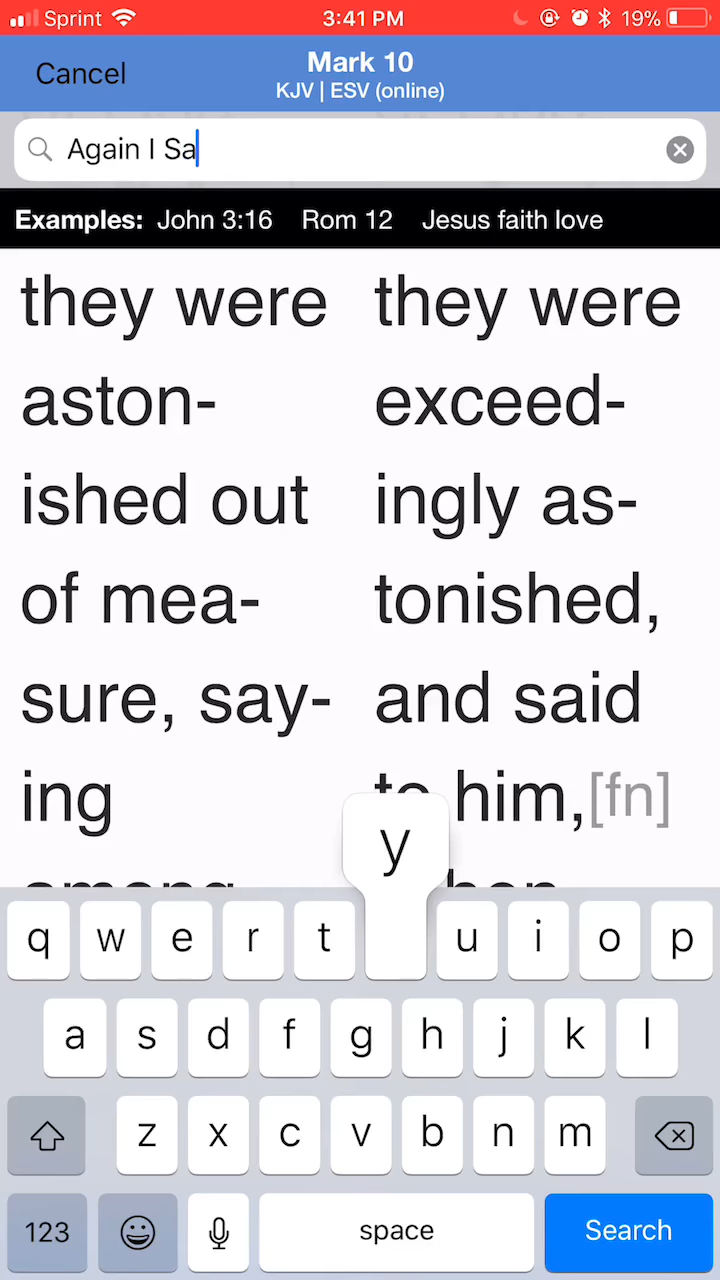 Sprint 3:41 PM 19%
Cancel
Mark 10
KJV | ESV (online)
Again I Sa
Examples: John 3:16 Rom 12 Jesus faith love
they were
aston-
ished out
of mea-
sure, say-
ing
they were
exceed-
ingly as-
tonished,
and said
to him,[fn]
y
q w e r t u i o p
a s d f g h j k l
z x c v b n m
123 space Search